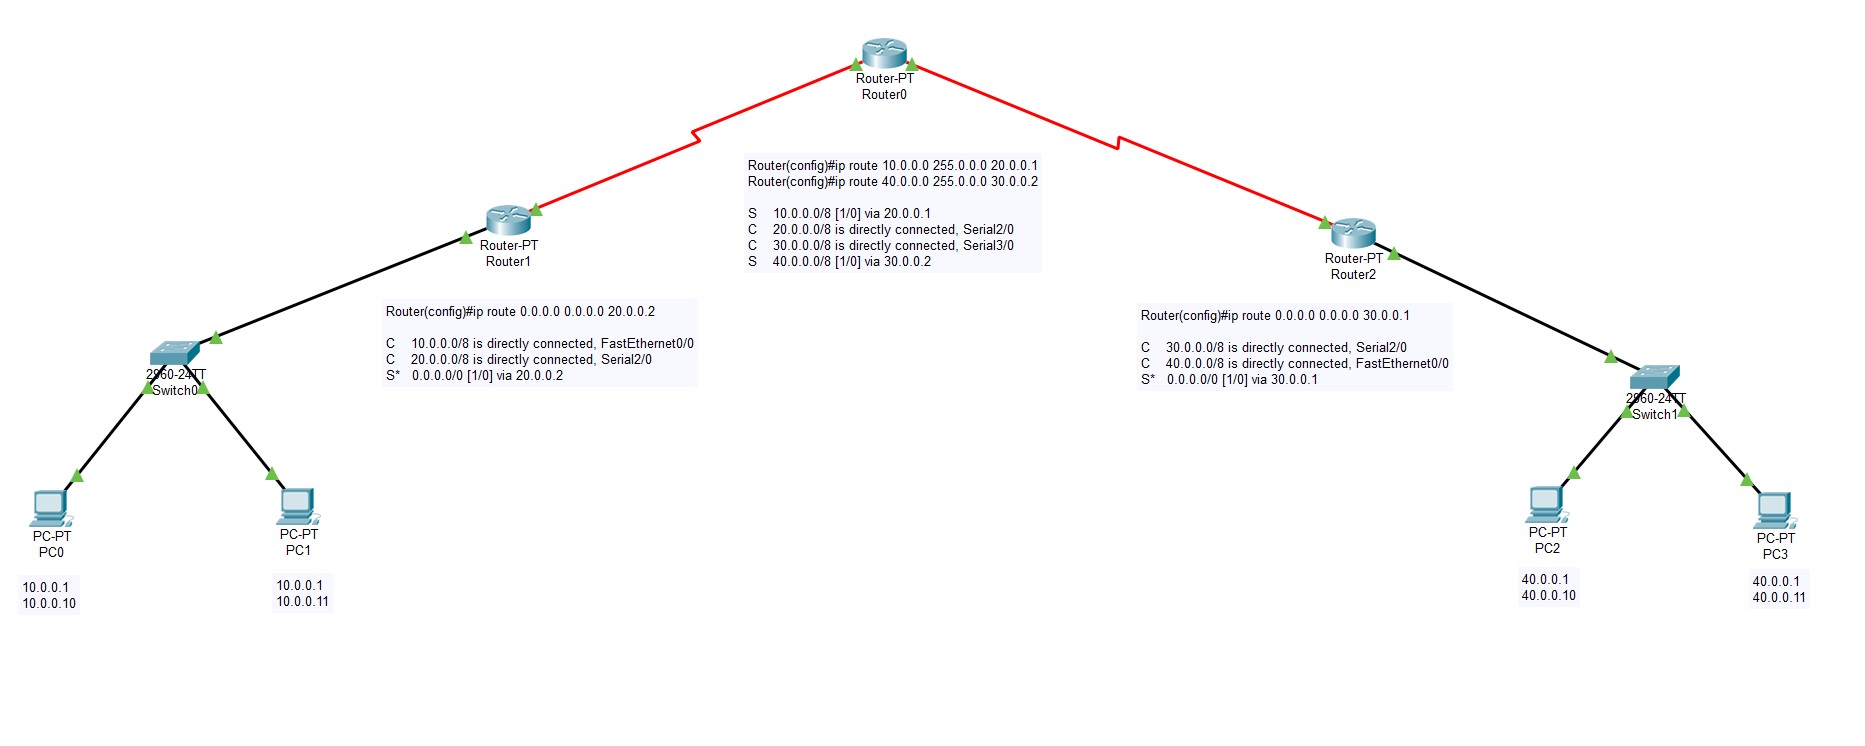 Router-PT
Router0
Router(config)#ip route 10.0.0.0 255.0.0.0 20.0.0.1
Router(config)#ip route 40.0.0.0 255.0.0.0 30.0.0.2
S 10.0.0.0/8 [1/0] via 20.0.0.1
C 20.0.0.0/8 is directly connected, Serial2/0
C 30.0.0.0/8 is directly connected, Serial3/0
S 40.0.0.0/8 [1/0] via 30.0.0.2
Router-PT
Router1
Router(config)#ip route 0.0.0.0 0.0.0.0 20.0.0.2
C 10.0.0.0/8 is directly connected, FastEthernet0/0
C 20.0.0.0/8 is directly connected, Serial2/0
S* 0.0.0.0/0 [1/0] via 20.0.0.2
Router-PT
Router2
Router(config)#ip route 0.0.0.0 0.0.0.0 30.0.0.1
C 30.0.0.0/8 is directly connected, Serial2/0
C 40.0.0.0/8 is directly connected, FastEthernet0/0
S* 0.0.0.0/0 [1/0] via 30.0.0.1
2960-24TT
Switch0
2960-24TT
Switch1
PC-PT
PC0
10.0.0.1
10.0.0.10
PC-PT
PC1
10.0.0.1
10.0.0.11
PC-PT
PC2
40.0.0.1
40.0.0.10
PC-PT
PC3
40.0.0.1
40.0.0.11